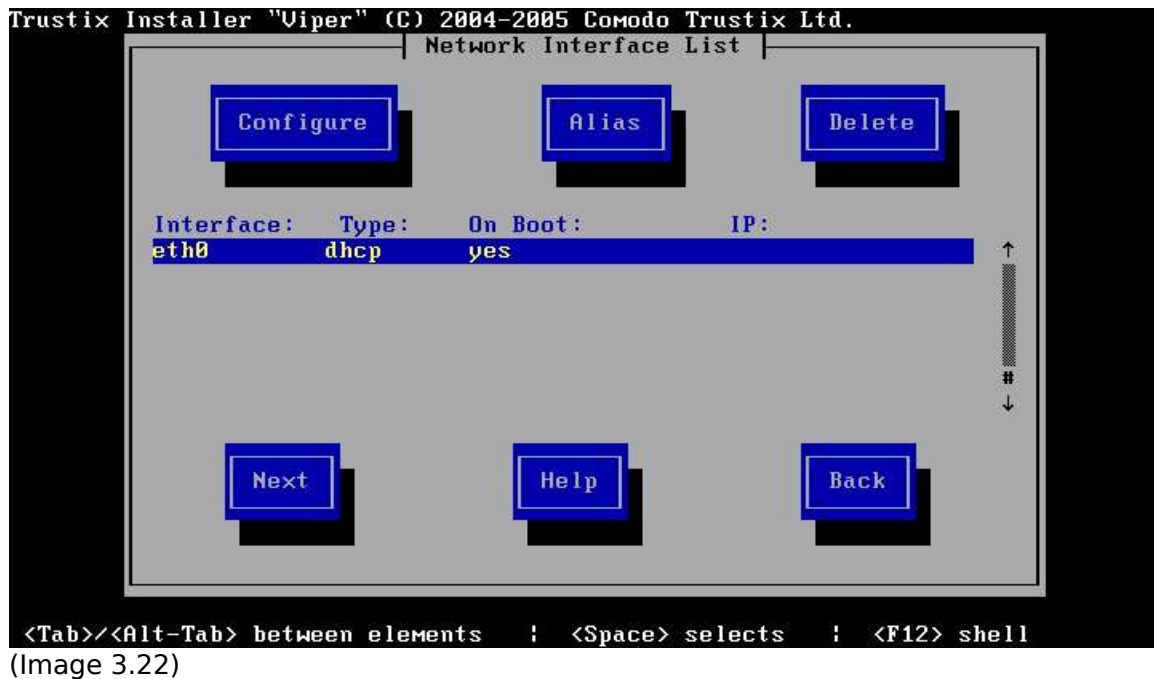 Trustix Installer "Viper" (C) 2004-2005 Comodo Trustix Ltd.
Network Interface List
Configure Alias Delete
Interface: Type: On Boot: IP:
eth0 dhcp yes ↑
#
↓
Next Help Back
<Tab>/<Alt-Tab> between elements ¦ <Space> selects ¦ <F12> shell
(Image 3.22)